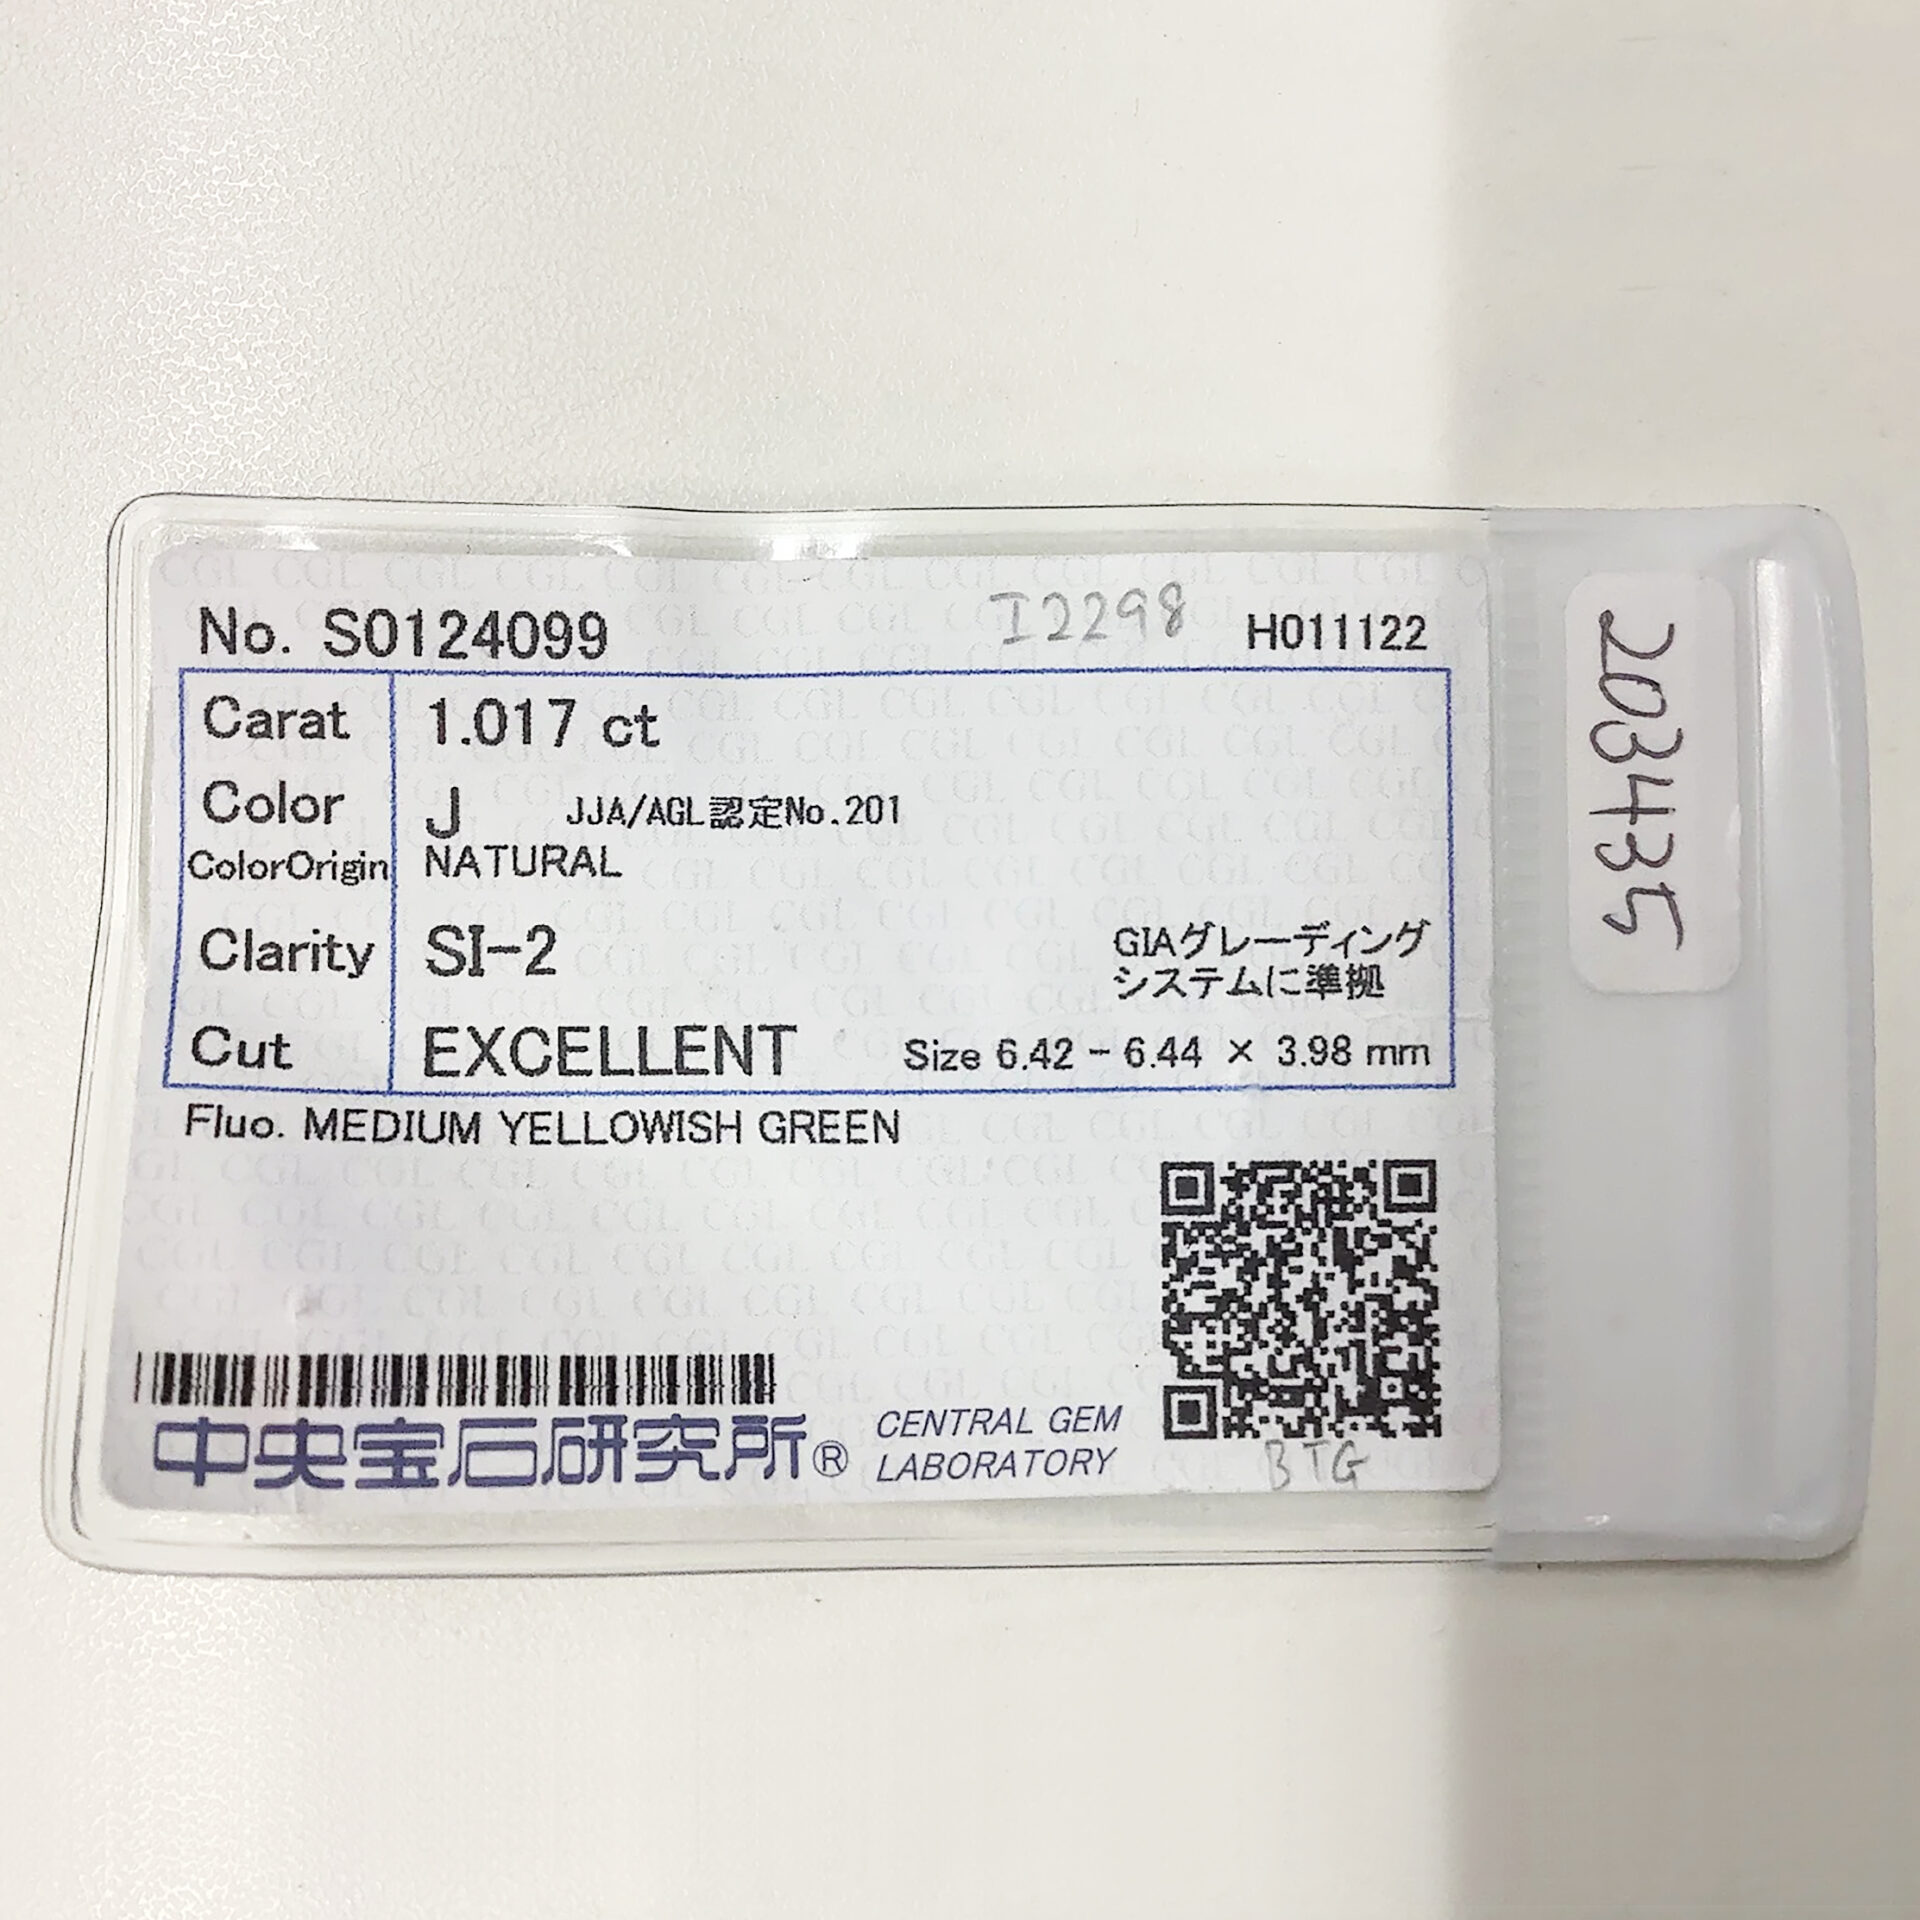 No. S0124099 I2298 H011122
Carat 1.017 ct
Color J JJA/AGL認定No.201
ColorOrigin NATURAL
Clarity SI-2 GIAグレーディング
システムに準拠
Cut EXCELLENT Size 6.42 - 6.44 × 3.98 mm
Fluo. MEDIUM YELLOWISH GREEN
中央宝石研究所® CENTRAL GEM
LABORATORY
BTG
203435